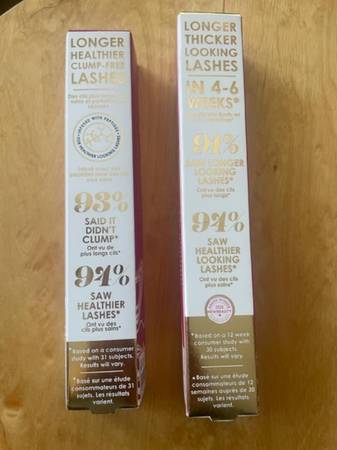 LONGER
HEALTHIER
CLUMP-FREE
LASHES
INFUSED WITH PEPTIDES
93%
SAID IT
DIDN'T
CLUMP*
Ont vu de
plus longs cils*
94%
SAW
HEALTHIER
LASHES*
Ont vu des cils
plus sains*
*Based on a consumer
study with 31 subjects.
Results will vary.
*Basé sur une étude
consommateurs de 31
sujets. Les résultats
varient.
LONGER
THICKER
LOOKING
LASHES
IN 4-6
WEEKS*
94%
SAW LONGER
LOOKING
LASHES*
Ont vu des cils
plus longs*
94%
SAW
HEALTHIER
LOOKING
LASHES*
Ont vu des cils
plus sains*
*Based on a 12 week
consumer study with
30 subjects.
Results will vary.
*Basé sur une étude
consommateurs de 12
semaines auprès de 30
sujets. Les résultats
varient.